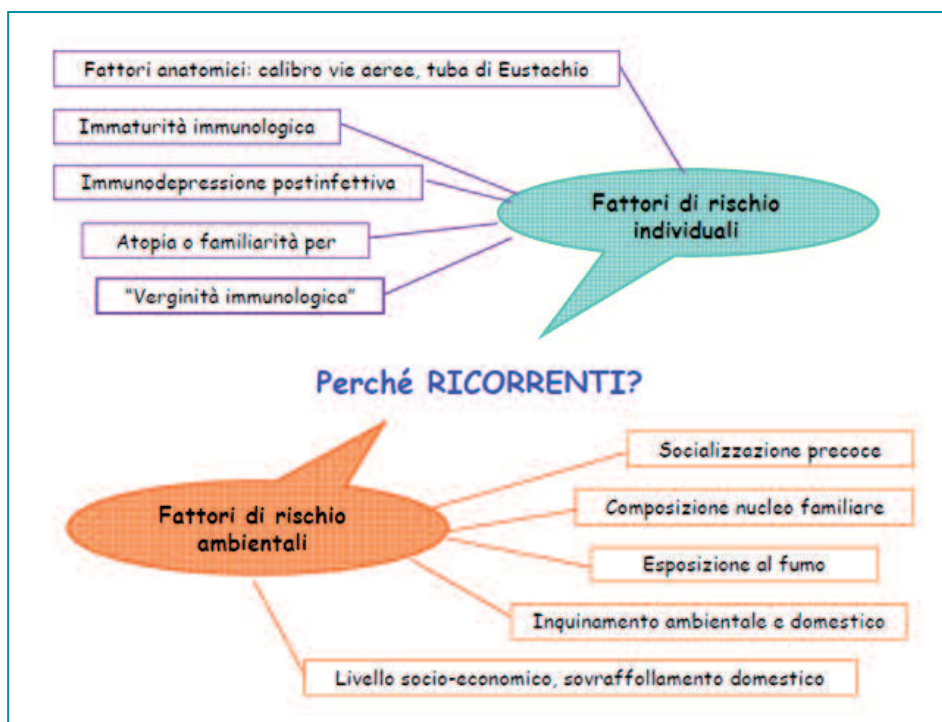 Fattori anatomici: calibro vie aeree, tuba di Eustachio
Immaturità immunologica
Immunodepressione postinfettiva
Atopia o familiarità per
"Verginità immunologica"
Fattori di rischio
individuali
Perché RICORRENTI?
Fattori di rischio
ambientali
Socializzazione precoce
Composizione nucleo familiare
Esposizione al fumo
Inquinamento ambientale e domestico
Livello socio-economico, sovraffollamento domestico